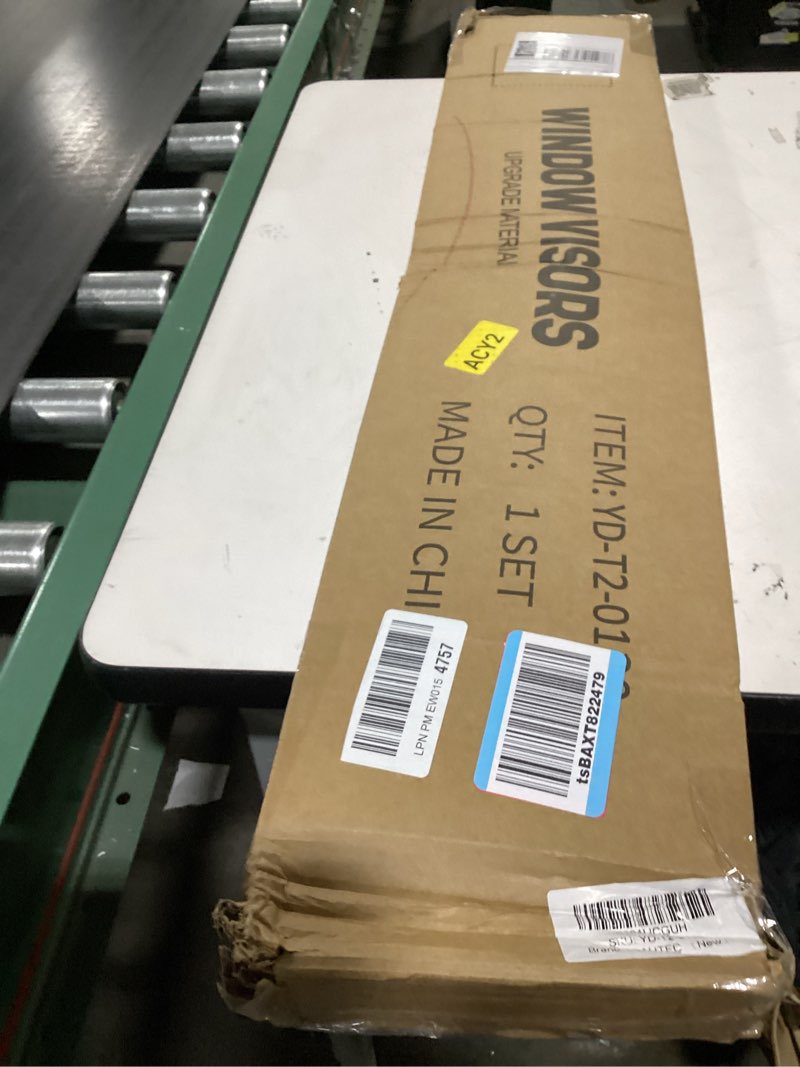 WINDOW VISORS
UPGRADE MATERIAL
ACY2
ITEM: YD-T2-01
QTY: 1 SET
MADE IN CHI
LPN PM EW015 4757
tsBAXT822479
New